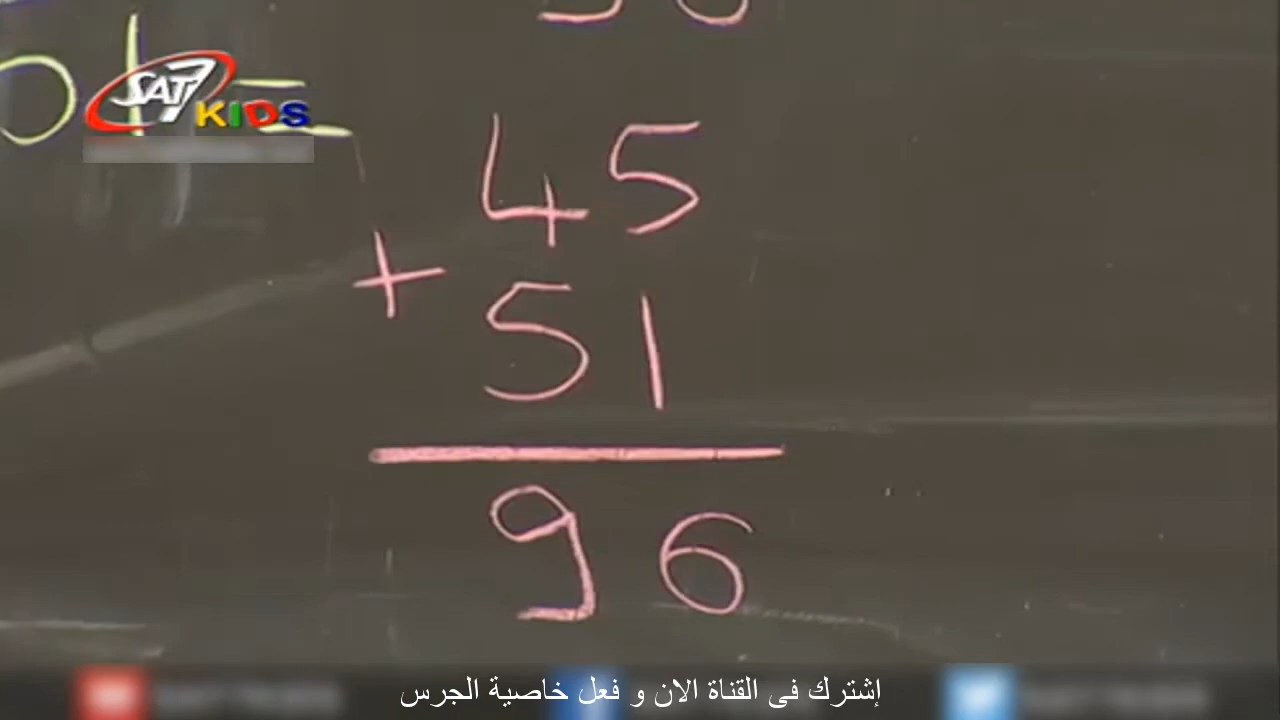 SAT7
KIDS
45
+
51
96
إشترك فى القناة الان و فعل خاصية الجرس